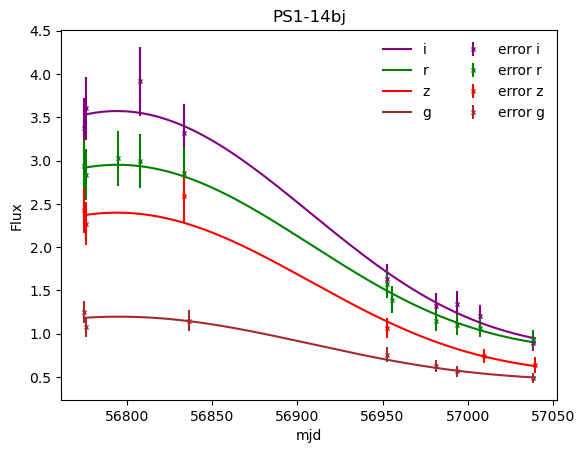 PS1-14bj
4.5
4.0
3.5
3.0
2.5
2.0
1.5
1.0
0.5
Flux
i error i
r error r
z error z
g error g
56800 56850 56900 56950 57000 57050
mjd